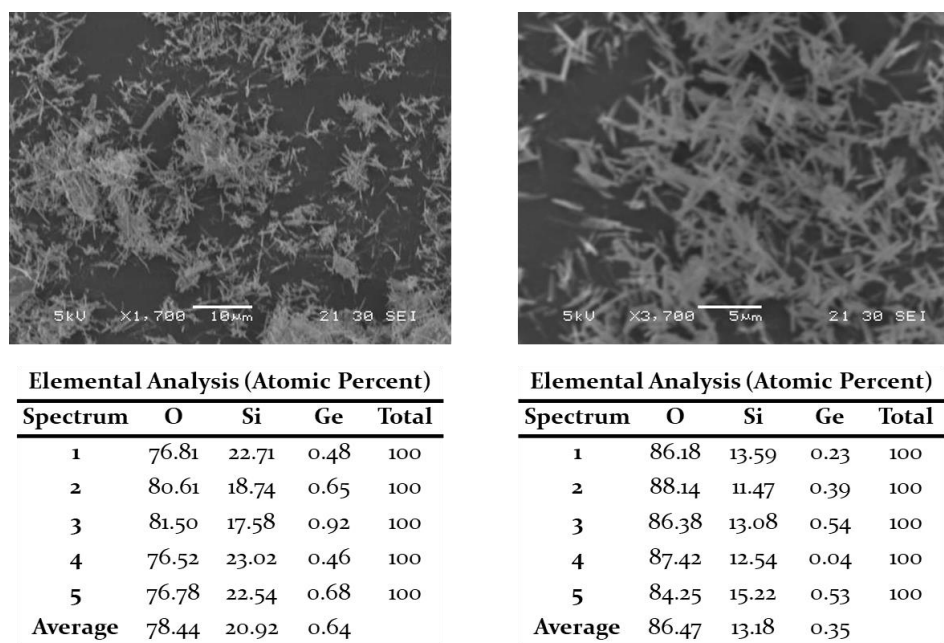 5kV X1,700 10μm 21 30 SEI
5kV X3,700 5μm 21 30 SEI
Elemental Analysis (Atomic Percent)
Spectrum O Si Ge Total
1 76.81 22.71 0.48 100
2 80.61 18.74 0.65 100
3 81.50 17.58 0.92 100
4 76.52 23.02 0.46 100
5 76.78 22.54 0.68 100
Average 78.44 20.92 0.64
Elemental Analysis (Atomic Percent)
Spectrum O Si Ge Total
1 86.18 13.59 0.23 100
2 88.14 11.47 0.39 100
3 86.38 13.08 0.54 100
4 87.42 12.54 0.04 100
5 84.25 15.22 0.53 100
Average 86.47 13.18 0.35